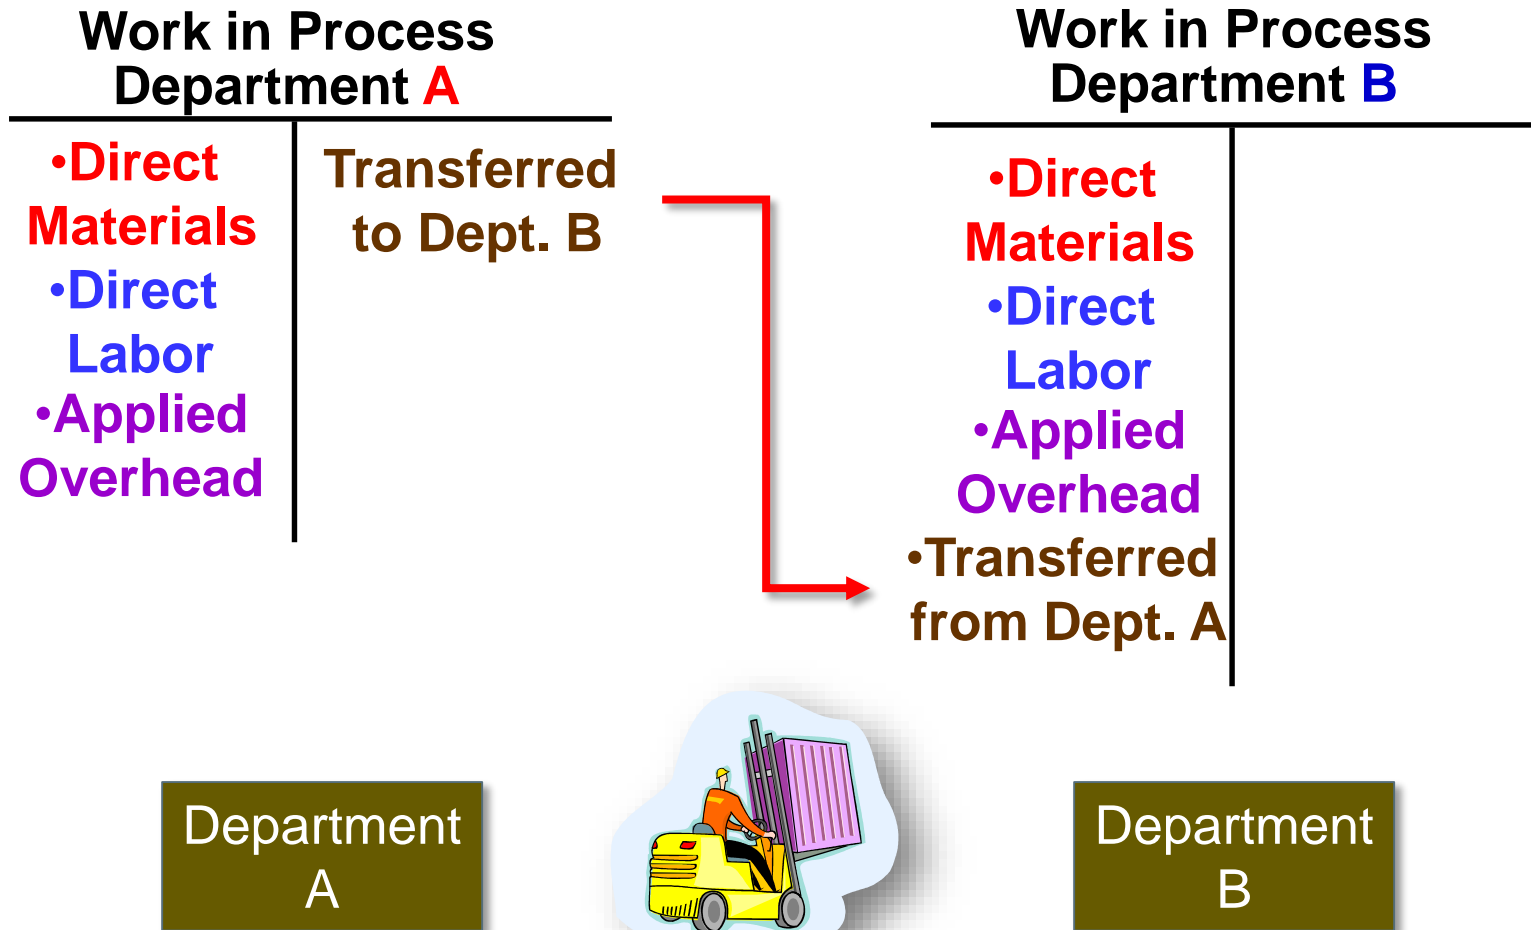 Work in Process
Department A
•Direct
Materials
•Direct
Labor
•Applied
Overhead
Transferred
to Dept. B
Work in Process
Department B
•Direct
Materials
•Direct
Labor
•Applied
Overhead
•Transferred
from Dept. A
Department
A
Department
B